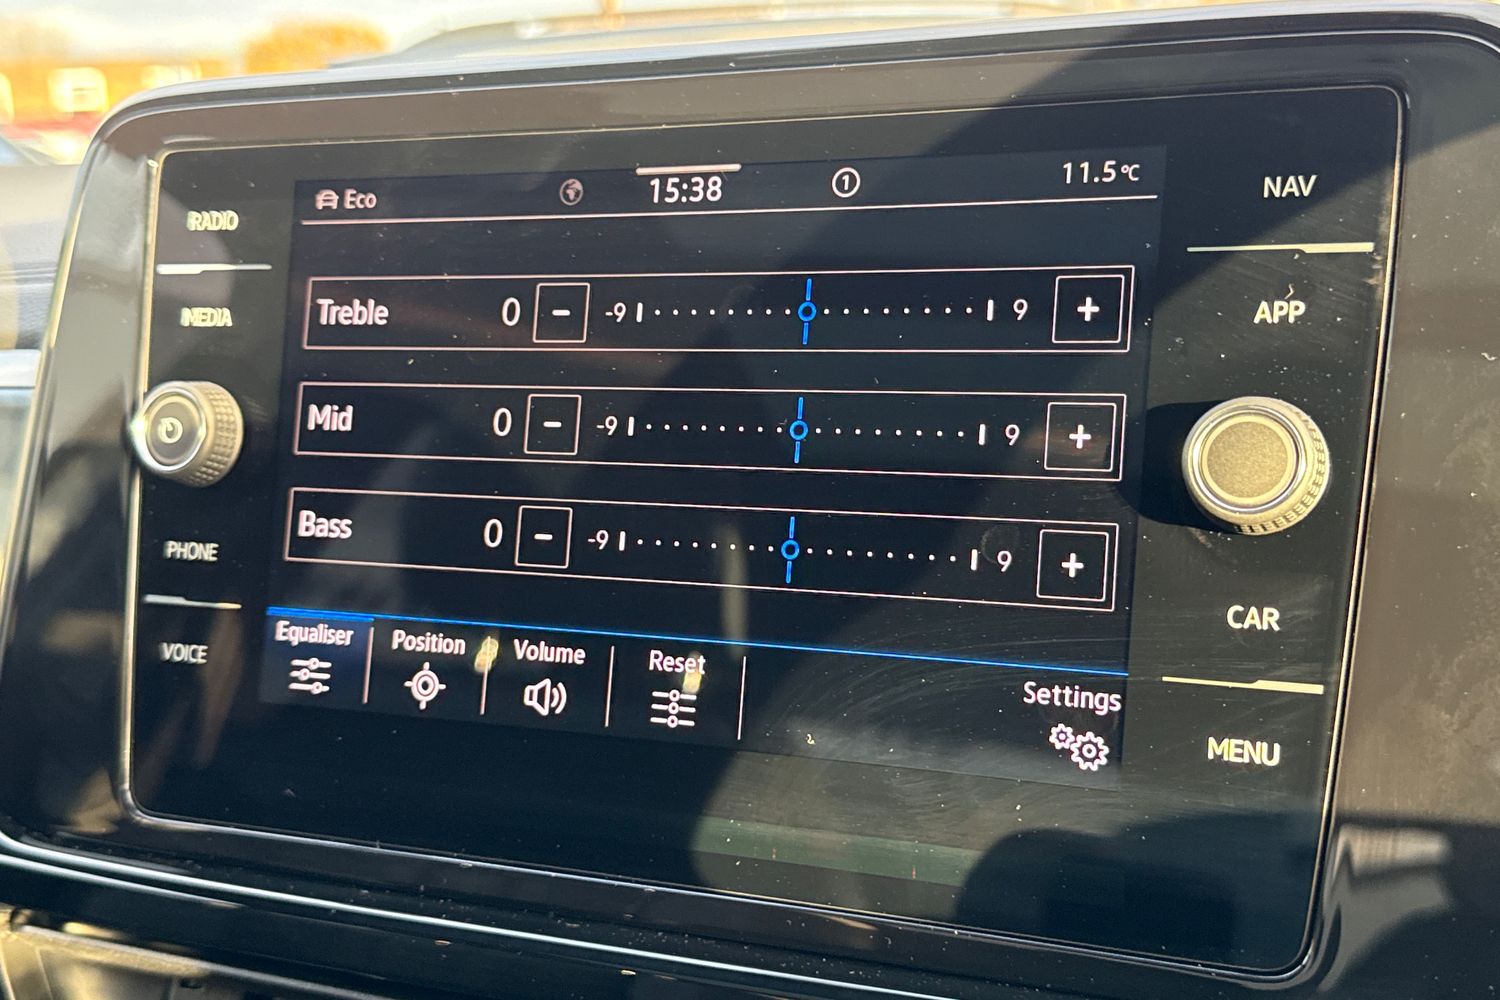 Eco 15:38 1 11.5°C
RADIO
MEDIA
PHONE
VOICE
Treble 0 - -9 9 +
Mid 0 - -9 9 +
Bass 0 - -9 9 +
Equaliser Position Volume Reset Settings
NAV
APP
CAR
MENU